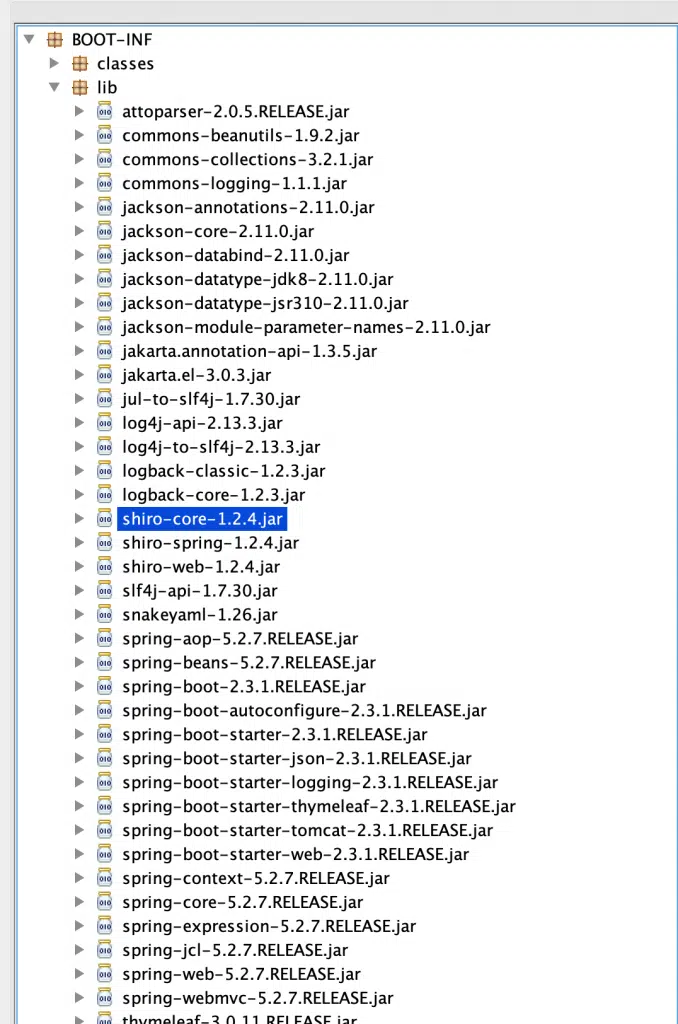 BOOT-INF
classes
lib
attoparser-2.0.5.RELEASE.jar
commons-beanutils-1.9.2.jar
commons-collections-3.2.1.jar
commons-logging-1.1.1.jar
jackson-annotations-2.11.0.jar
jackson-core-2.11.0.jar
jackson-databind-2.11.0.jar
jackson-datatype-jdk8-2.11.0.jar
jackson-datatype-jsr310-2.11.0.jar
jackson-module-parameter-names-2.11.0.jar
jakarta.annotation-api-1.3.5.jar
jakarta.el-3.0.3.jar
jul-to-slf4j-1.7.30.jar
log4j-api-2.13.3.jar
log4j-to-slf4j-2.13.3.jar
logback-classic-1.2.3.jar
logback-core-1.2.3.jar
shiro-core-1.2.4.jar
shiro-spring-1.2.4.jar
shiro-web-1.2.4.jar
slf4j-api-1.7.30.jar
snakeyaml-1.26.jar
spring-aop-5.2.7.RELEASE.jar
spring-beans-5.2.7.RELEASE.jar
spring-boot-2.3.1.RELEASE.jar
spring-boot-autoconfigure-2.3.1.RELEASE.jar
spring-boot-starter-2.3.1.RELEASE.jar
spring-boot-starter-json-2.3.1.RELEASE.jar
spring-boot-starter-logging-2.3.1.RELEASE.jar
spring-boot-starter-thymeleaf-2.3.1.RELEASE.jar
spring-boot-starter-tomcat-2.3.1.RELEASE.jar
spring-boot-starter-web-2.3.1.RELEASE.jar
spring-context-5.2.7.RELEASE.jar
spring-core-5.2.7.RELEASE.jar
spring-expression-5.2.7.RELEASE.jar
spring-jcl-5.2.7.RELEASE.jar
spring-web-5.2.7.RELEASE.jar
spring-webmvc-5.2.7.RELEASE.jar
thymeleaf-3.0.11.RELEASE.jar